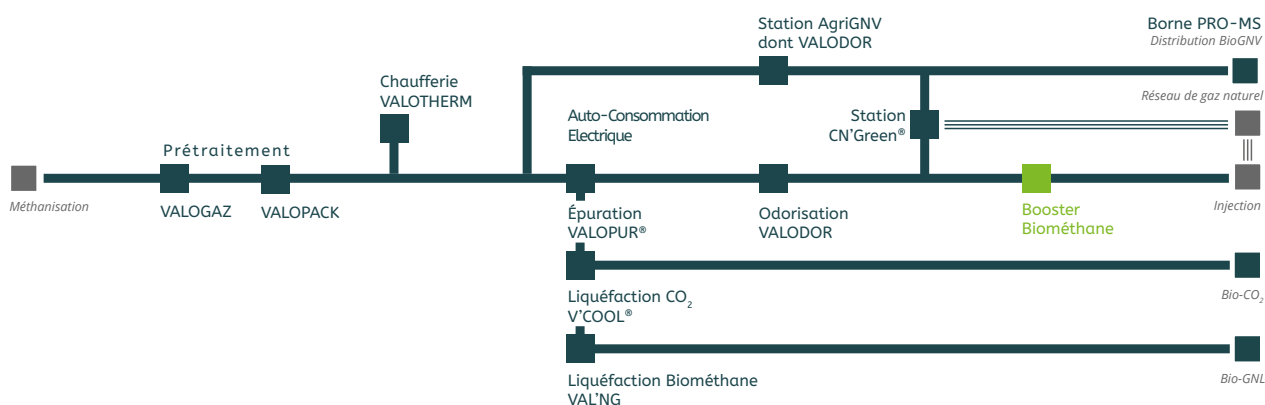 Station AgriGNV
dont VALODOR
Borne PRO-MS
Distribution BioGNV
Chaufferie
VALOTHERM
Réseau de gaz naturel
Auto-Consommation
Electrique
Station
CN'Green®
Prétraitement
Méthanisation
VALOGAZ
VALOPACK
Épuration
VALOPUR®
Odorisation
VALODOR
Booster
Biométhane
Injection
Liquéfaction CO₂
V'COOL®
Bio-CO₂
Liquéfaction Biométhane
VAL'NG
Bio-GNL